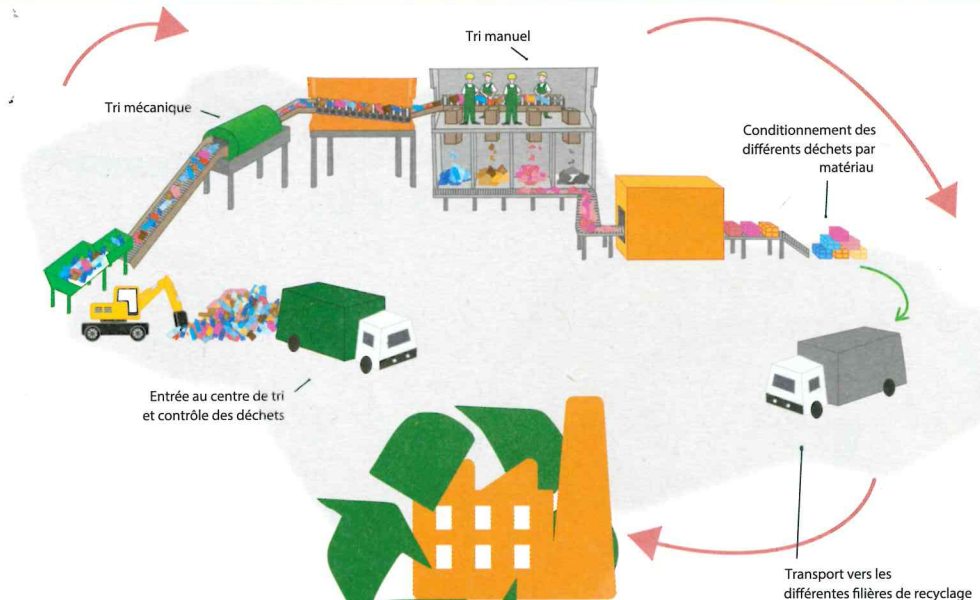 Tri manuel
Tri mécanique
Conditionnement des
différents déchets par
matériau
Entrée au centre de tri
et contrôle des déchets
Transport vers les
différentes filières de recyclage